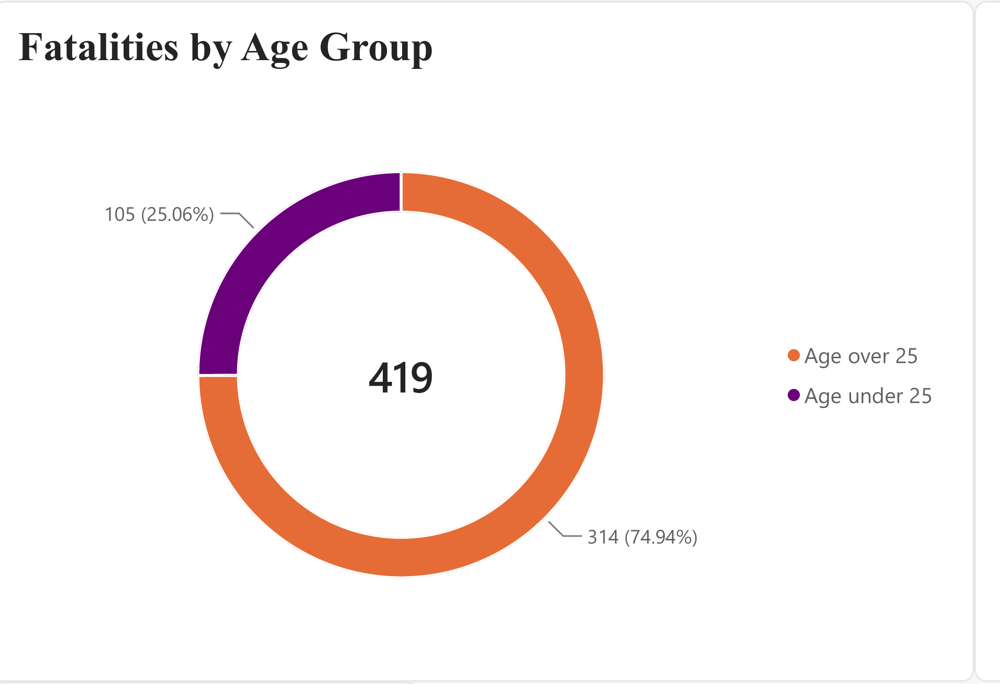 Fatalities by Age Group
105 (25.06%)
419
Age over 25
Age under 25
314 (74.94%)